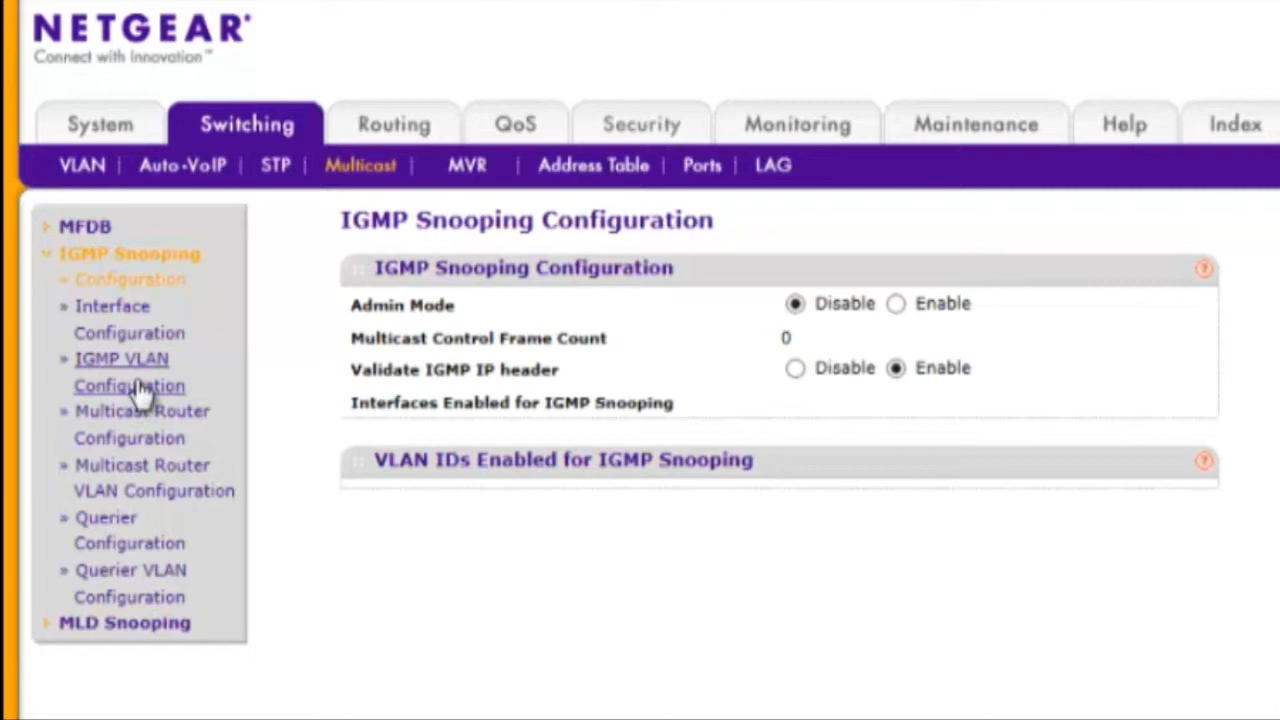 NETGEAR®
Connect with Innovation™
System Switching Routing QoS Security Monitoring Maintenance Help Index
VLAN | Auto-VoIP | STP | Multicast | MVR | Address Table | Ports | LAG
MFDB
IGMP Snooping
» Configuration
» Interface
Configuration
» IGMP VLAN
Configuration
» Multicast Router
Configuration
» Multicast Router
VLAN Configuration
» Querier
Configuration
» Querier VLAN
Configuration
MLD Snooping
IGMP Snooping Configuration
IGMP Snooping Configuration ?
Admin Mode Disable Enable
Multicast Control Frame Count 0
Validate IGMP IP header Disable Enable
Interfaces Enabled for IGMP Snooping
VLAN IDs Enabled for IGMP Snooping ?